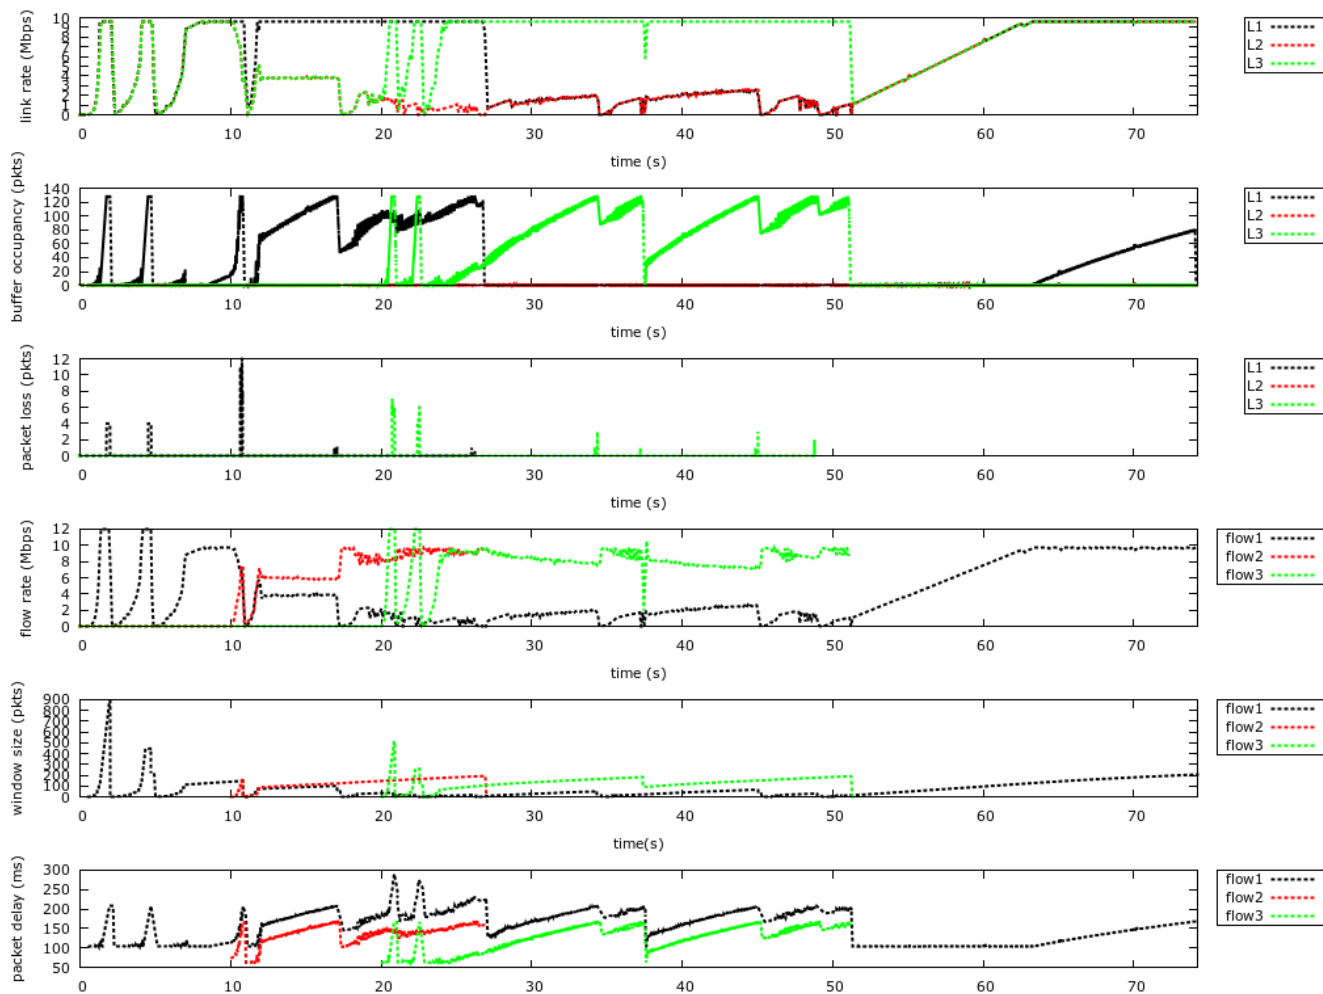 link rate (Mbps)
10
9
8
7
6
5
4
3
2
1
0
0 10 20 30 40 50 60 70
time (s)
L1
L2
L3
buffer occupancy (pkts)
140
120
100
80
60
40
20
0
0 10 20 30 40 50 60 70
time (s)
L1
L2
L3
packet loss (pkts)
12
10
8
6
4
2
0
0 10 20 30 40 50 60 70
time (s)
L1
L2
L3
flow rate (Mbps)
12
10
8
6
4
2
0
0 10 20 30 40 50 60 70
time (s)
flow1
flow2
flow3
window size (pkts)
900
800
700
600
500
400
300
200
100
0
0 10 20 30 40 50 60 70
time(s)
flow1
flow2
flow3
packet delay (ms)
300
250
200
150
100
50
0 10 20 30 40 50 60 70
flow1
flow2
flow3